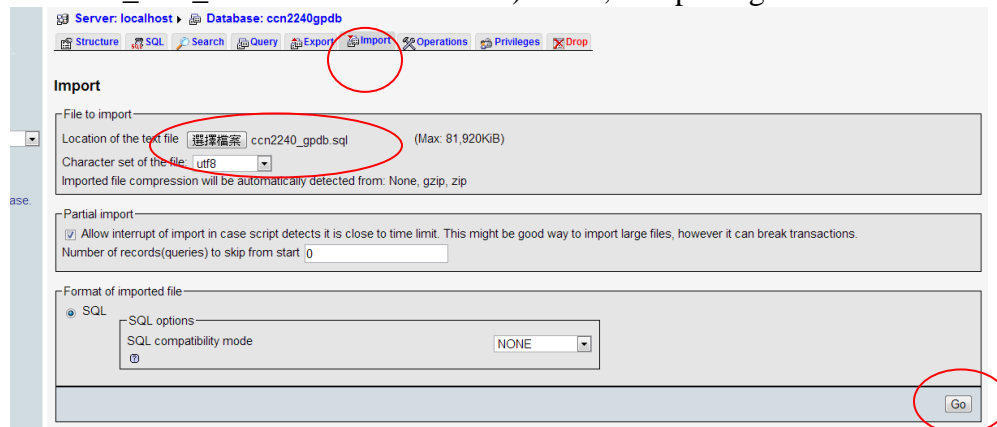 Server: localhost ▸ Database: ccn2240gpdb
Structure SQL Search Query Export Import Operations Privileges Drop
Import
File to import
Location of the text file 選擇檔案 ccn2240_gpdb.sql (Max: 81,920KiB)
Character set of the file: utf8
Imported file compression will be automatically detected from: None, gzip, zip
ase.
Partial import
Allow interrupt of import in case script detects it is close to time limit. This might be good way to import large files, however it can break transactions.
Number of records(queries) to skip from start 0
Format of imported file
SQL
SQL options
SQL compatibility mode NONE
Go